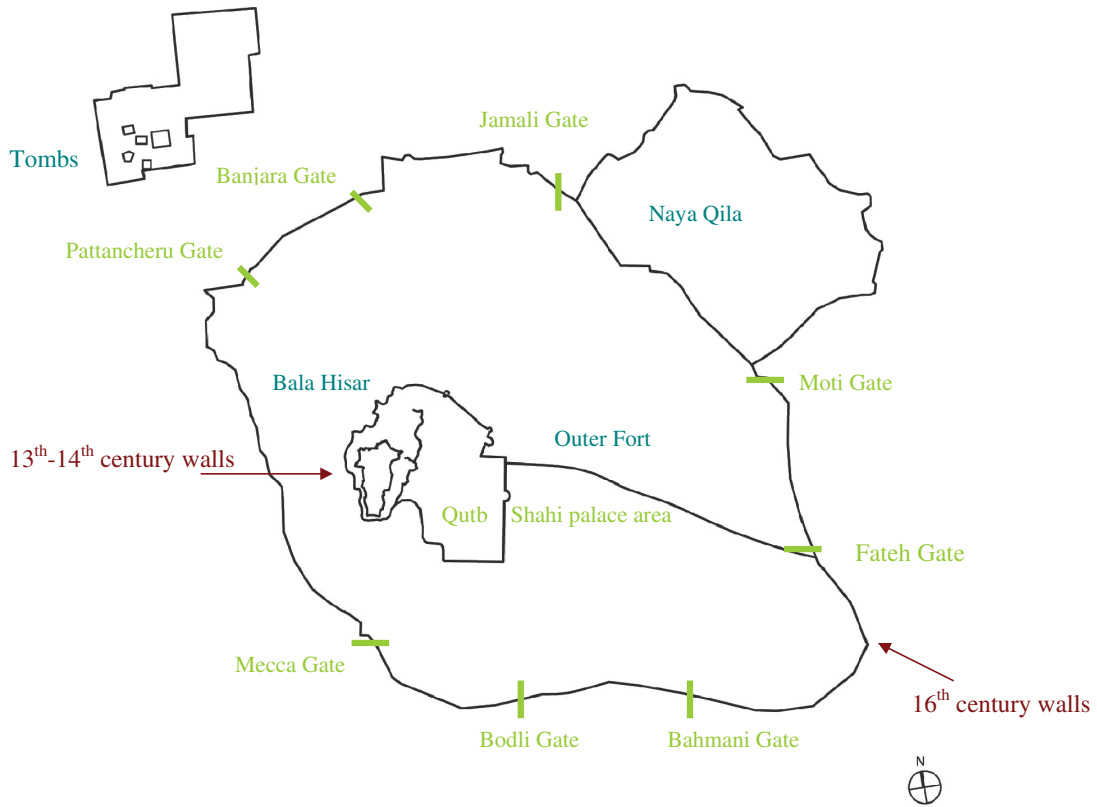 Jamali Gate
Tombs
Banjara Gate
Naya Qila
Pattancheru Gate
Bala Hisar
Moti Gate
Outer Fort
13th-14th century walls
Qutb Shahi palace area
Fateh Gate
Mecca Gate
16th century walls
Bodli Gate
Bahmani Gate
N